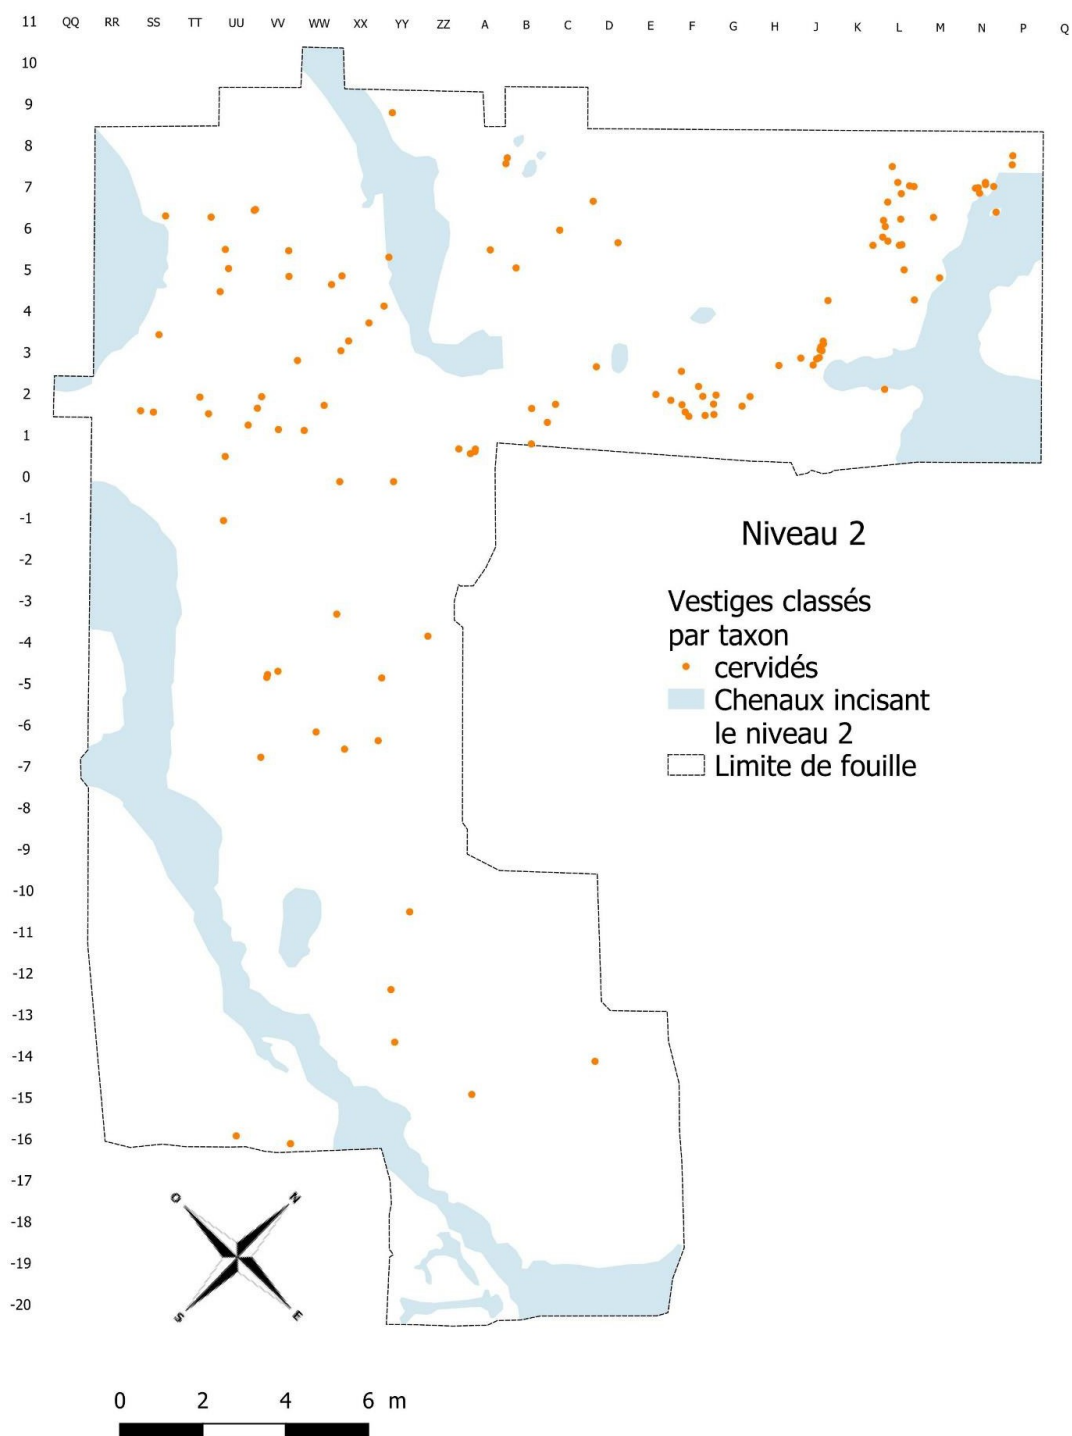 11 QQ RR SS TT UU VV WW XX YY ZZ A B C D E F G H J K L M N P Q
10
9
8
7
6
5
4
3
2
1
0
-1
-2
-3
-4
-5
-6
-7
-8
-9
-10
-11
-12
-13
-14
-15
-16
-17
-18
-19
-20
Niveau 2
Vestiges classés
par taxon
cervidés
Chenaux incisant
le niveau 2
Limite de fouille
O N
S E
0 2 4 6 m